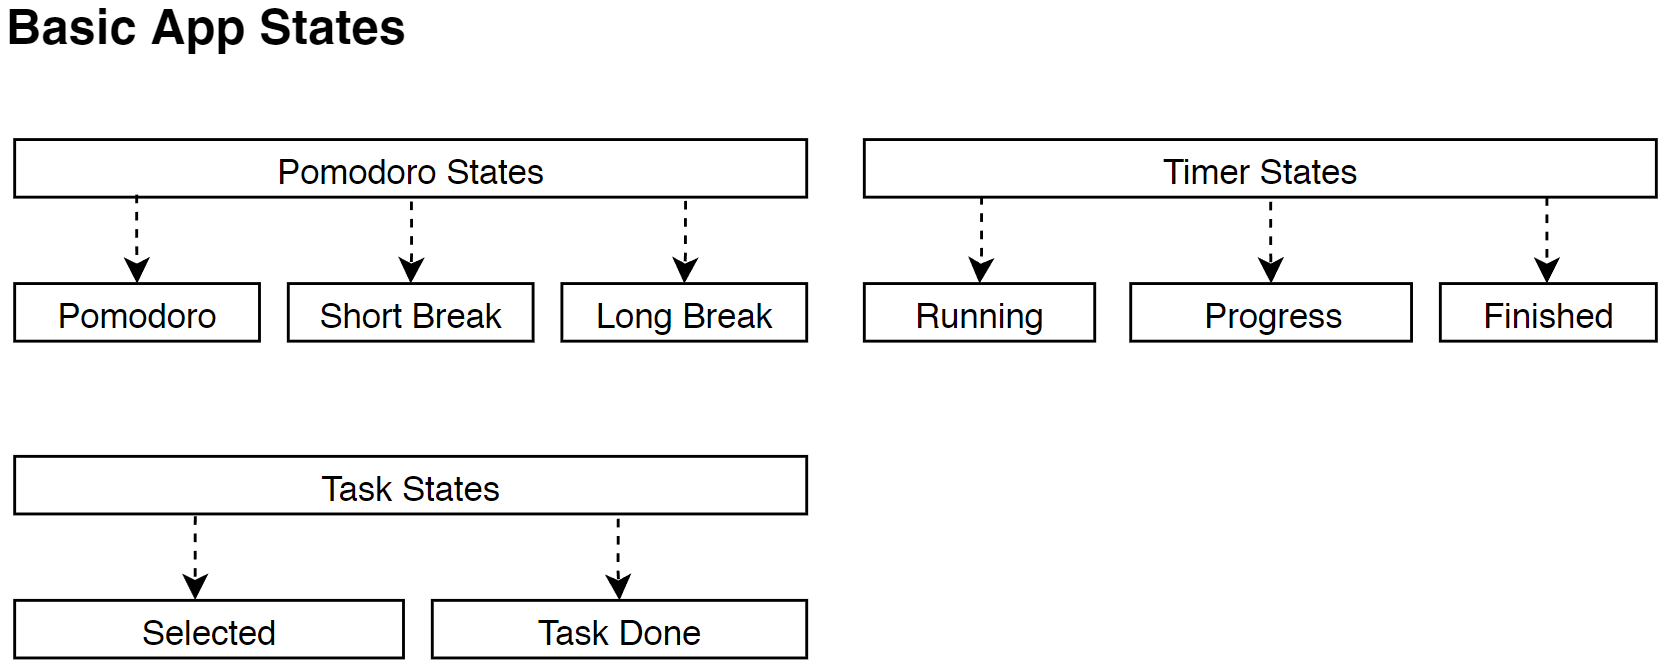 Basic App States
Pomodoro States
Pomodoro
Short Break
Long Break
Timer States
Running
Progress
Finished
Task States
Selected
Task Done